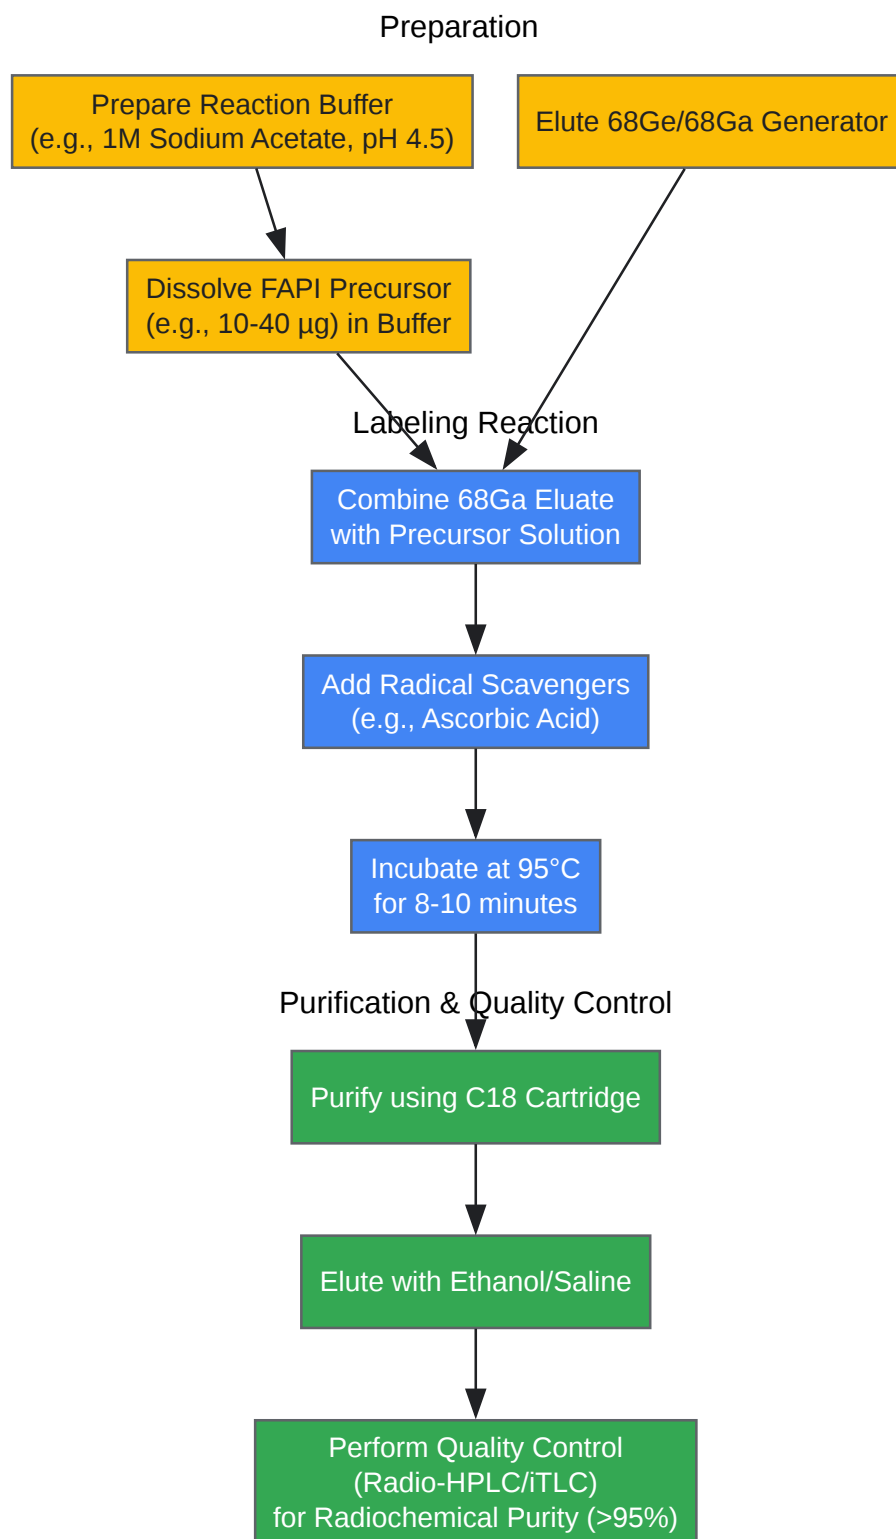 Preparation
Prepare Reaction Buffer
(e.g., 1M Sodium Acetate, pH 4.5)
Elute 68Ge/68Ga Generator
Dissolve FAPI Precursor
(e.g., 10-40 µg) in Buffer
Labeling Reaction
Combine 68Ga Eluate
with Precursor Solution
Add Radical Scavengers
(e.g., Ascorbic Acid)
Incubate at 95°C
for 8-10 minutes
Purification & Quality Control
Purify using C18 Cartridge
Elute with Ethanol/Saline
Perform Quality Control
(Radio-HPLC/iTLC)
for Radiochemical Purity (>95%)